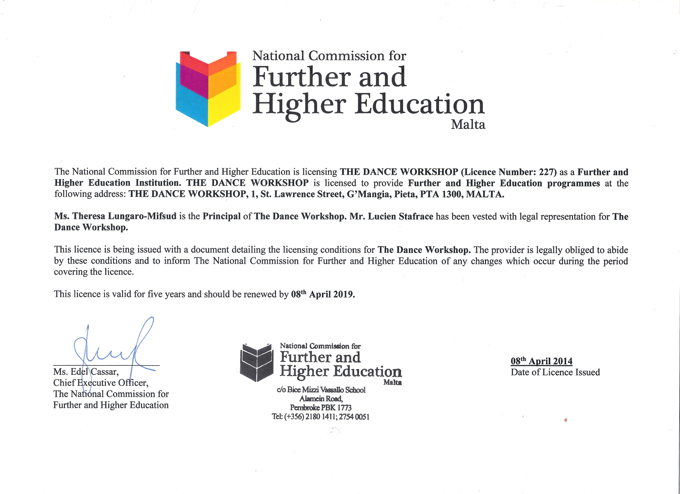 National Commission for
Further and
Higher Education
Malta
The National Commission for Further and Higher Education is licensing THE DANCE WORKSHOP (Licence Number: 227) as a Further and
Higher Education Institution. THE DANCE WORKSHOP is licensed to provide Further and Higher Education programmes at the
following address: THE DANCE WORKSHOP, 1, St. Lawrence Street, G'Mangia, Pieta, PTA 1300, MALTA.
Ms. Theresa Lungaro-Mifsud is the Principal of The Dance Workshop. Mr. Lucien Stafrace has been vested with legal representation for The
Dance Workshop.
This licence is being issued with a document detailing the licensing conditions for The Dance Workshop. The provider is legally obliged to abide
by these conditions and to inform The National Commission for Further and Higher Education of any changes which occur during the period
covering the licence.
This licence is valid for five years and should be renewed by 08th April 2019.
Ms. Edel Cassar,
Chief Executive Officer,
The National Commission for
Further and Higher Education
National Commission for
Further and
Higher Education
Malta
c/o Bice Mizzi Vassallo School
Alamein Road,
Pembroke PBK 1773
Tel: (+356) 2180 1411; 2754 0051
08th April 2014
Date of Licence Issued